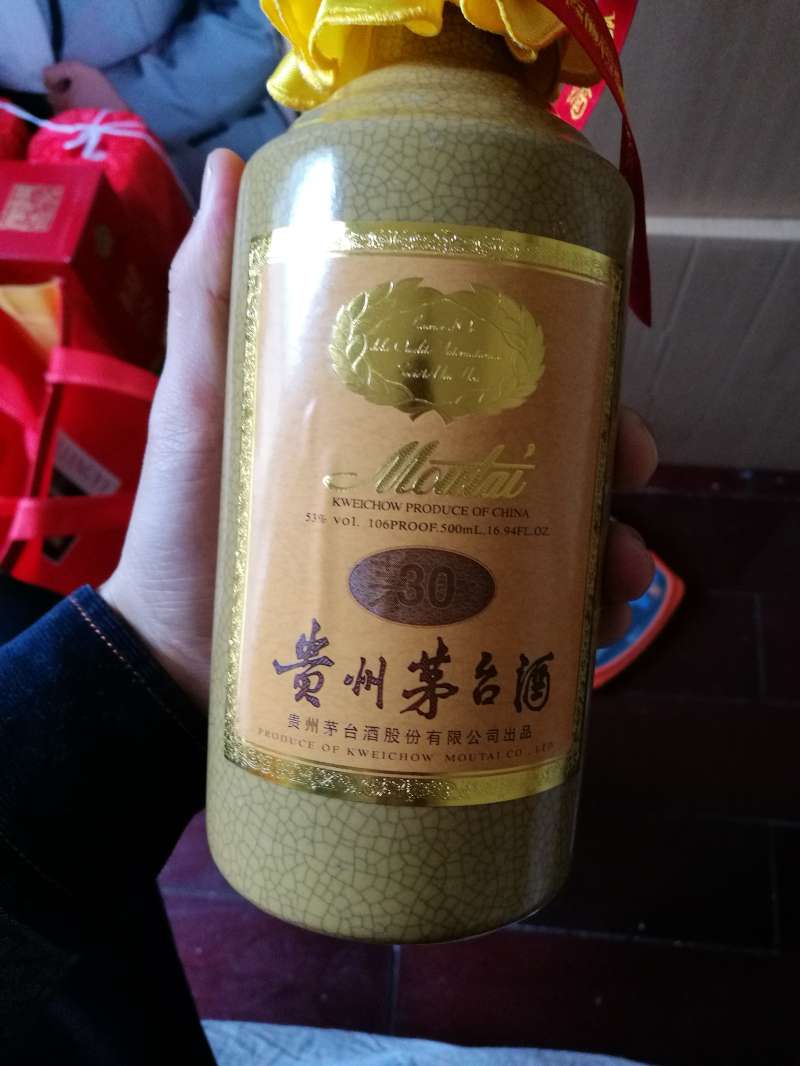 Moutai
KWEICHOW PRODUCE OF CHINA
53% vol. 106PROOF.500mL.16.94FL.OZ
30
貴州茅台酒
贵州茅台酒股份有限公司出品
PRODUCE OF KWEICHOW MOUTAI CO., LTD